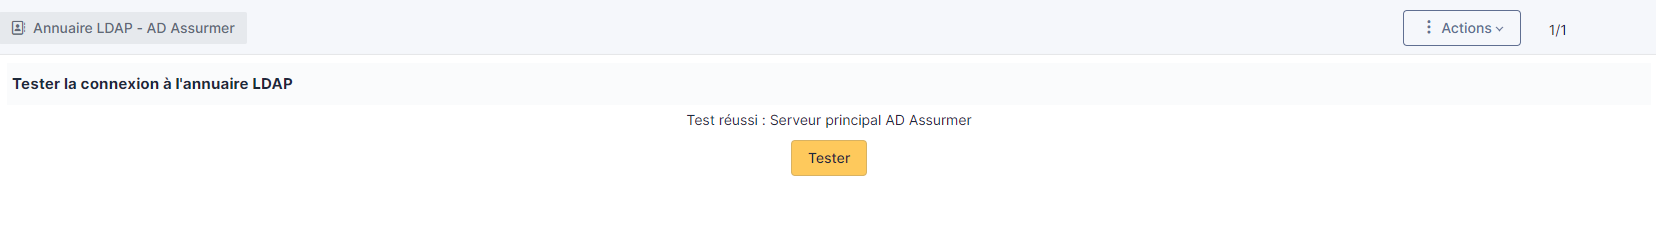 Annuaire LDAP - AD Assurmer
Actions
1/1
Tester la connexion à l'annuaire LDAP
Test réussi : Serveur principal AD Assurmer
Tester